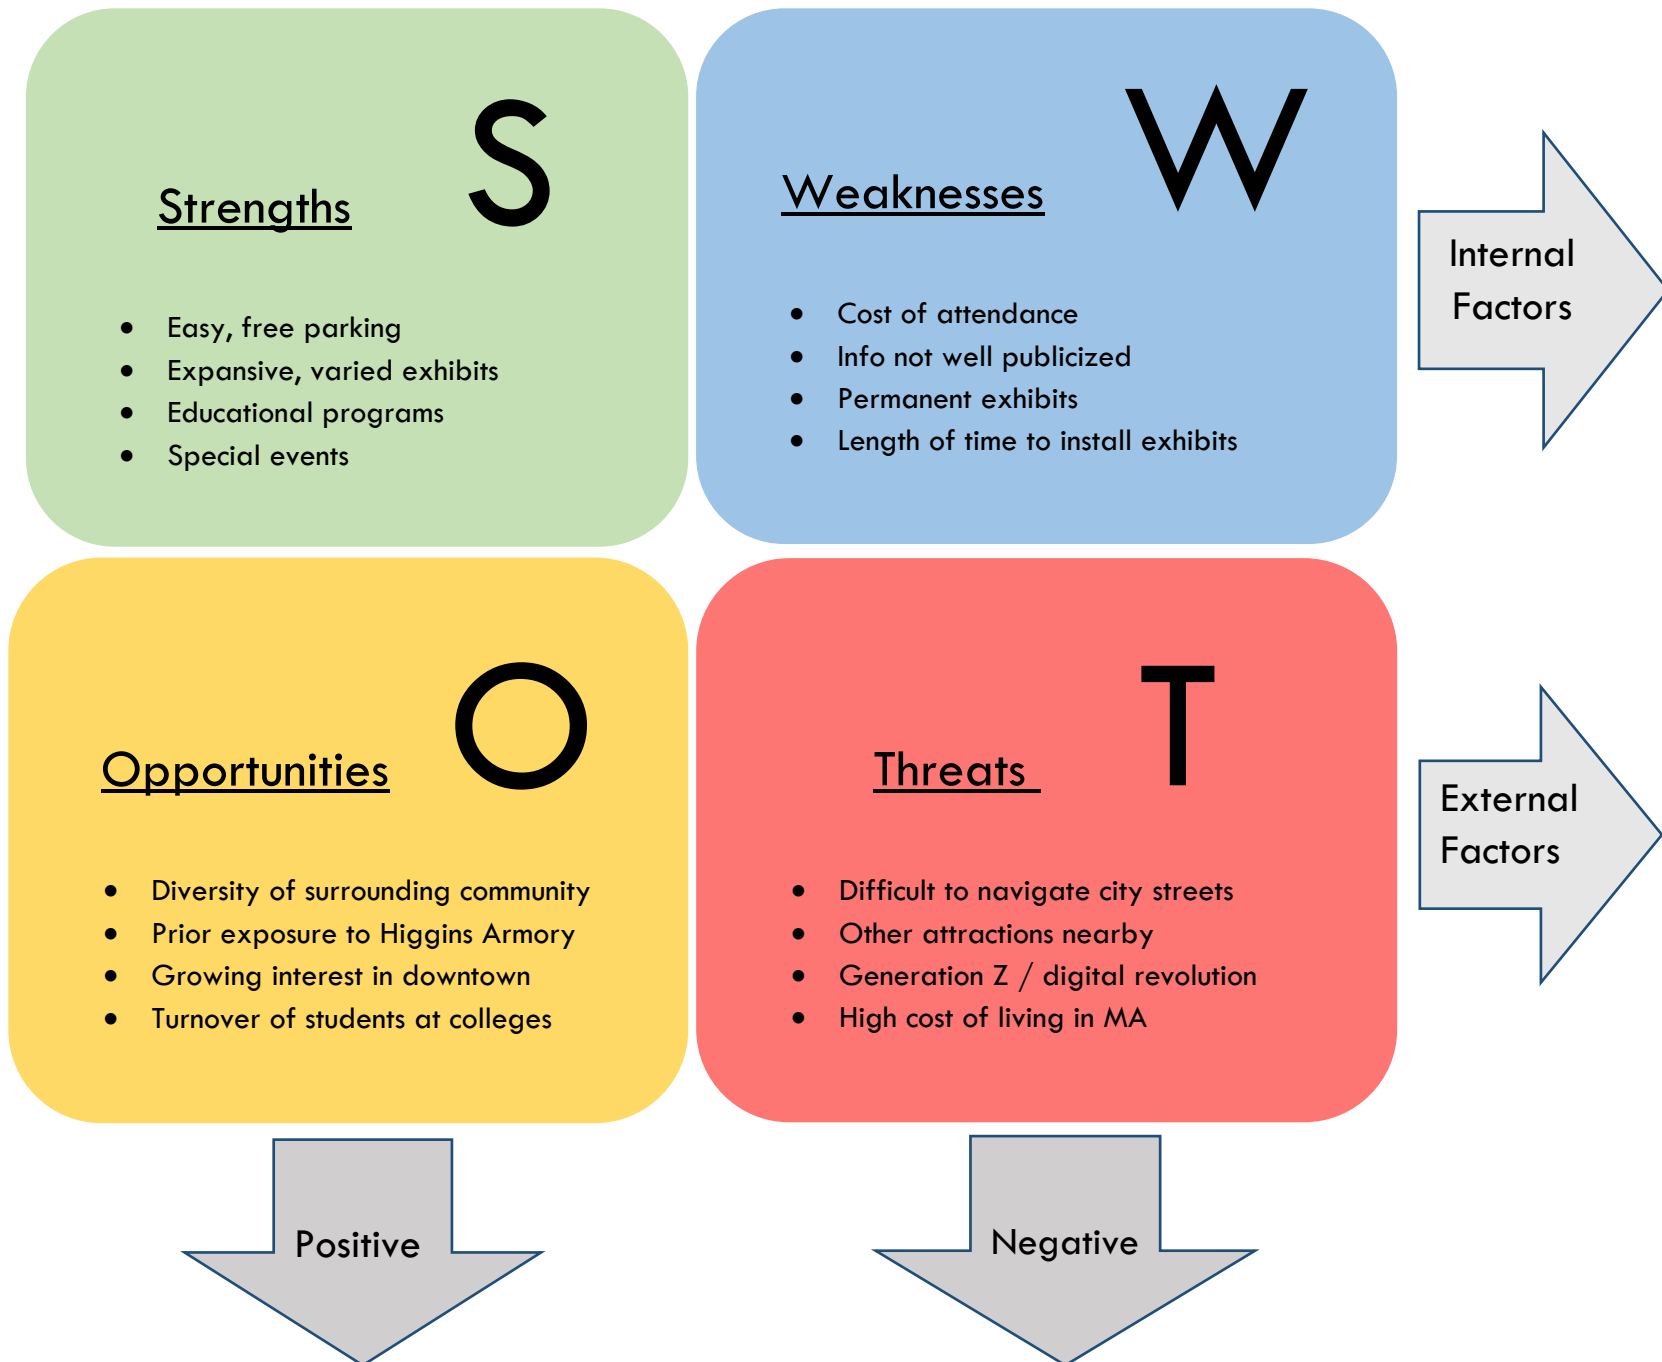 S
Strengths
• Easy, free parking
• Expansive, varied exhibits
• Educational programs
• Special events
W
Weaknesses
• Cost of attendance
• Info not well publicized
• Permanent exhibits
• Length of time to install exhibits
Internal
Factors
O
Opportunities
• Diversity of surrounding community
• Prior exposure to Higgins Armory
• Growing interest in downtown
• Turnover of students at colleges
T
Threats
• Difficult to navigate city streets
• Other attractions nearby
• Generation Z / digital revolution
• High cost of living in MA
External
Factors
Positive
Negative